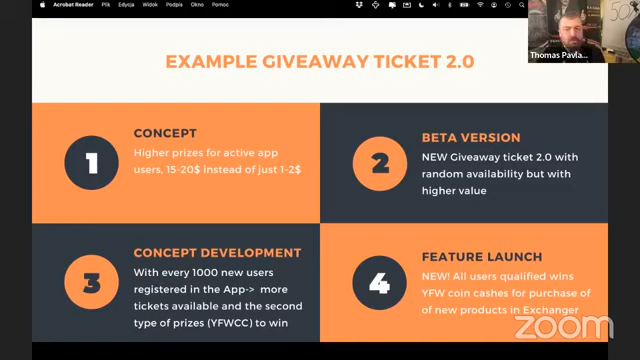 Acrobat Reader Plik Edycja Widok Podpis Okno Pomoc
Thomas Pavla...
EXAMPLE GIVEAWAY TICKET 2.0
1
CONCEPT
Higher prizes for active app
users, 15-20$ instead of just 1-2$
2
BETA VERSION
NEW Giveaway ticket 2.0 with
random availability but with
higher value
3
CONCEPT DEVELOPMENT
With every 1000 new users
registered in the App-> more
tickets available and the second
type of prizes (YFWCC) to win
4
FEATURE LAUNCH
NEW! All users qualified wins
YFW coin cashes for purchase of
of new products in Exchanger
zoom